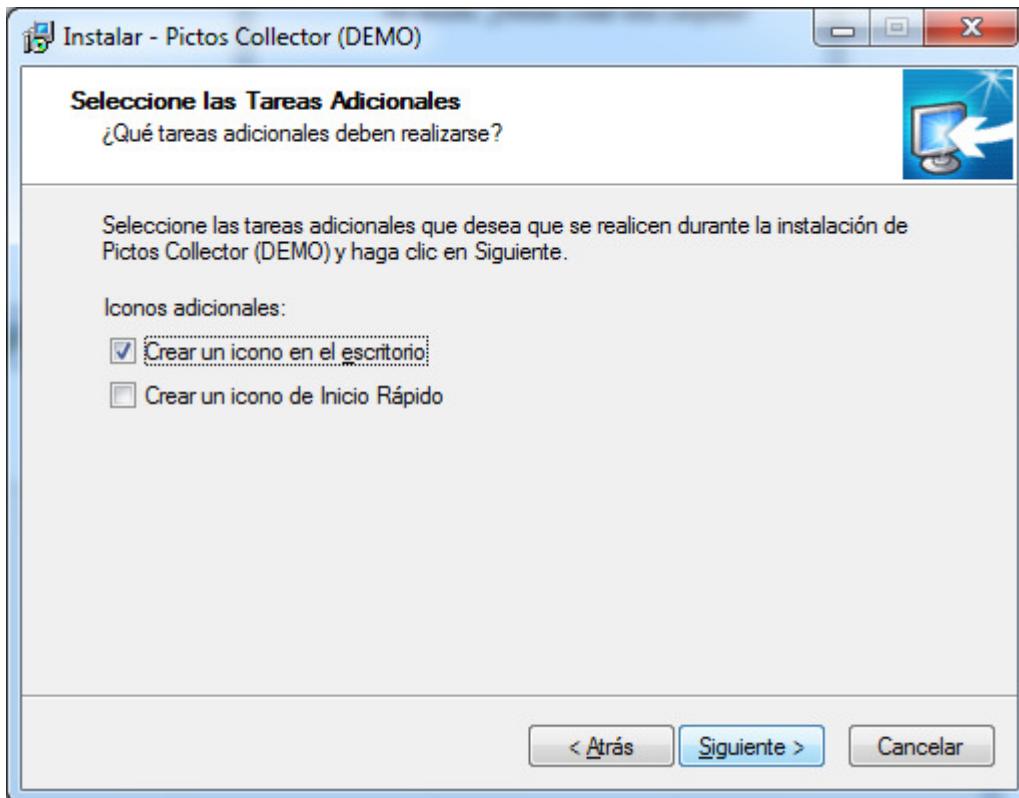 Instalar - Pictos Collector (DEMO)
Seleccione las Tareas Adicionales
¿Qué tareas adicionales deben realizarse?
Seleccione las tareas adicionales que desea que se realicen durante la instalación de
Pictos Collector (DEMO) y haga clic en Siguiente.
Iconos adicionales:
Crear un icono en el escritorio
Crear un icono de Inicio Rápido
< Atrás
Siguiente >
Cancelar